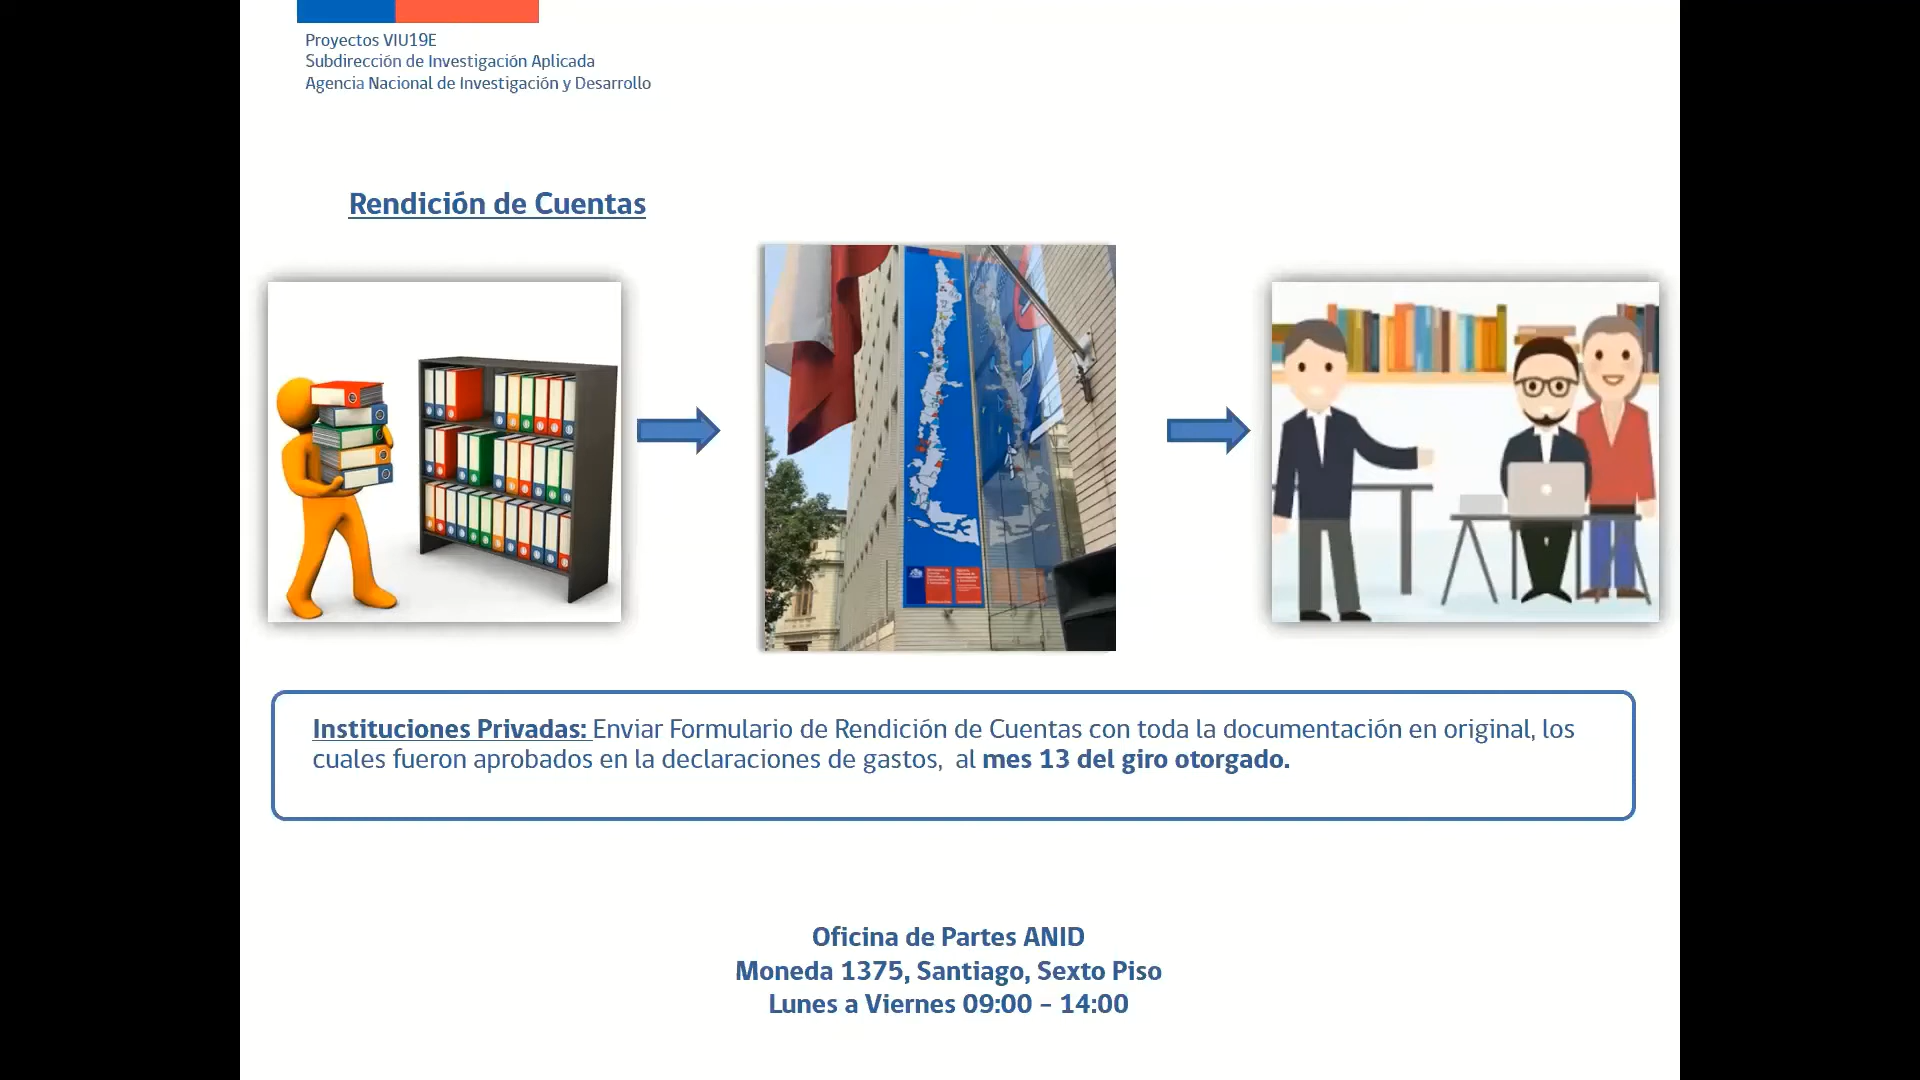 Proyectos VIU19E
Subdirección de Investigación Aplicada
Agencia Nacional de Investigación y Desarrollo
Rendición de Cuentas
Instituciones Privadas: Enviar Formulario de Rendición de Cuentas con toda la documentación en original, los
cuales fueron aprobados en la declaraciones de gastos,  al mes 13 del giro otorgado.
Oficina de Partes ANID
Moneda 1375, Santiago, Sexto Piso
Lunes a Viernes 09:00 – 14:00